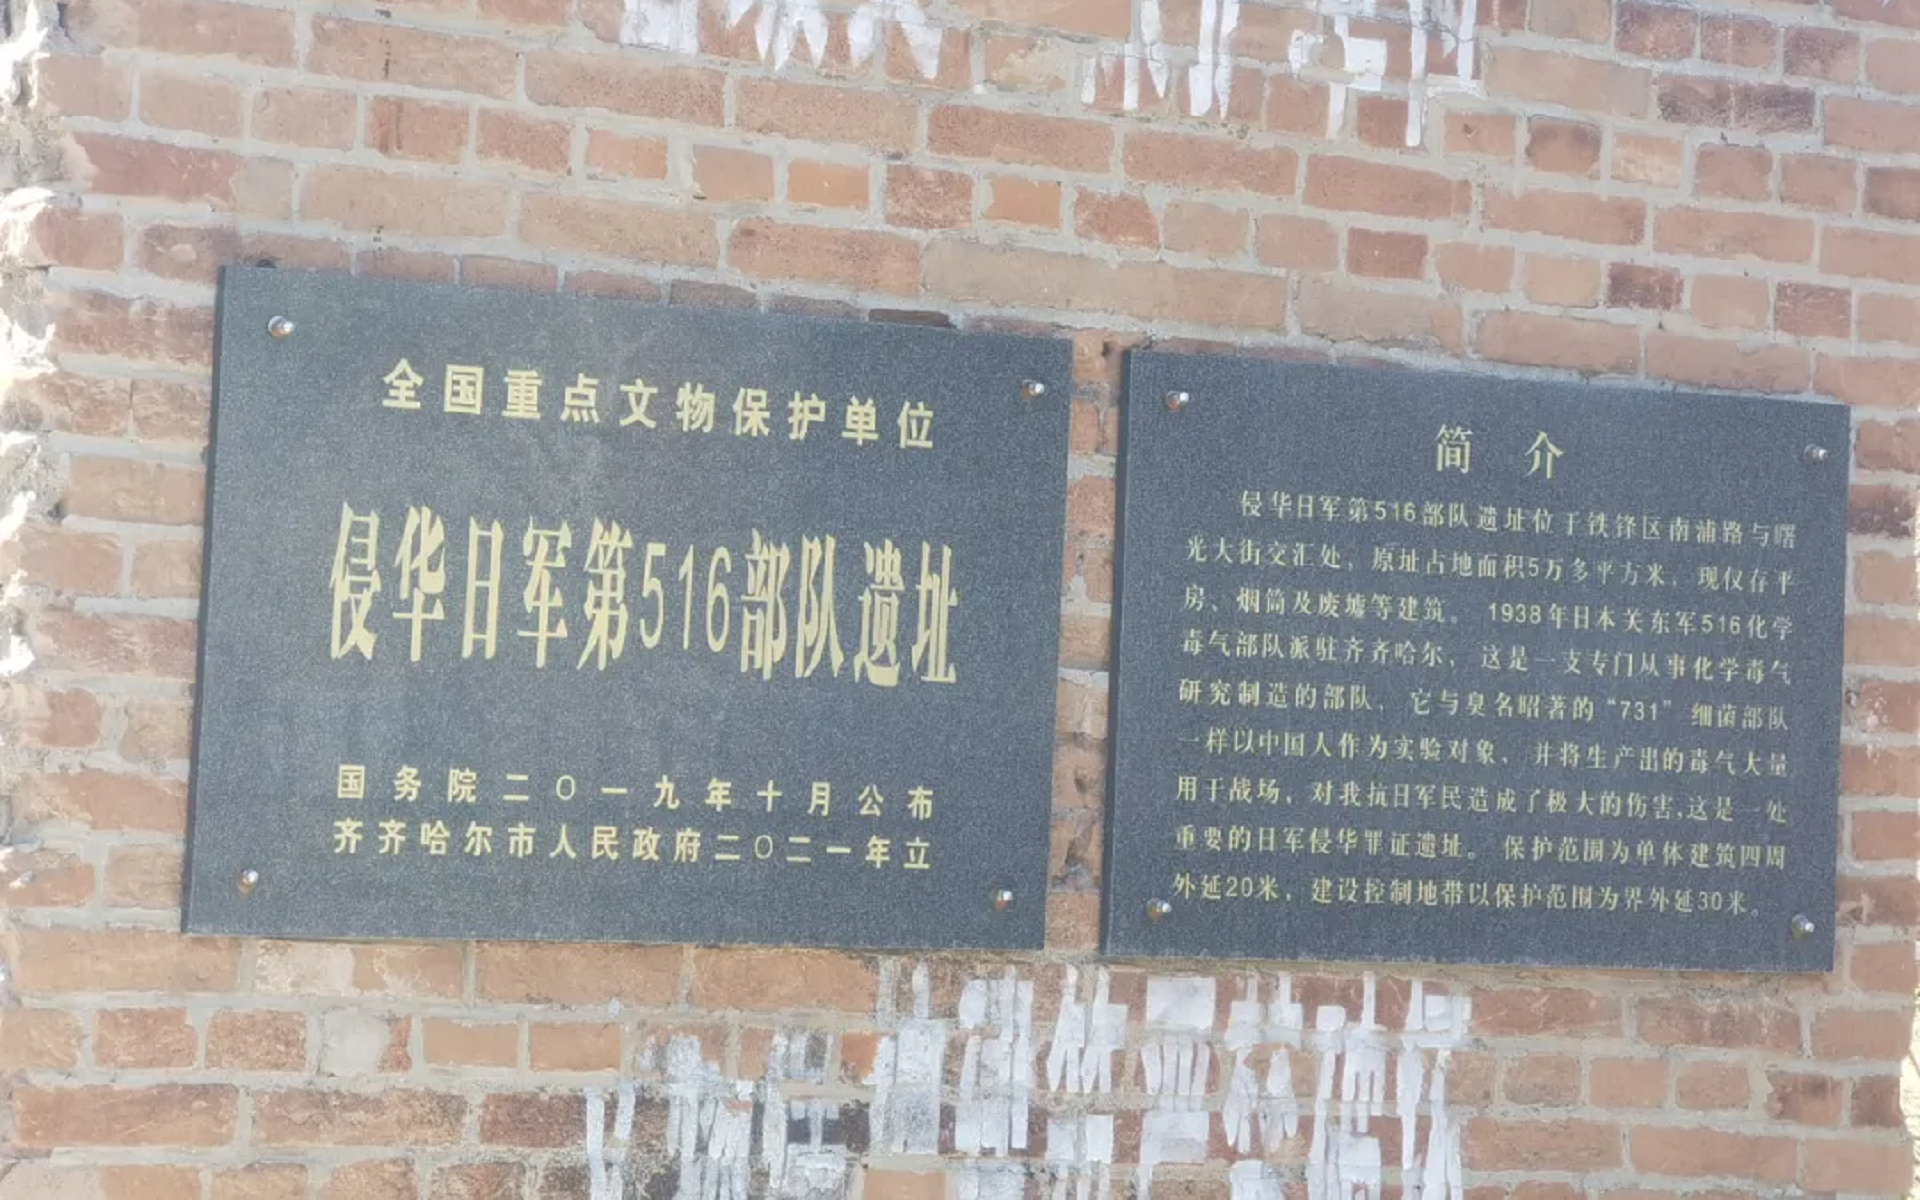 全国重点文物保护单位
侵华日军第516部队遗址
国务院二〇一九年十月公布
齐齐哈尔市人民政府二〇二一年立
简介
侵华日军第516部队遗址位于铁锋区南浦路与曙
光大街交汇处，原址占地面积5万多平方米，现仅存平
房、烟筒及废墟等建筑。1938年日本关东军516化学
毒气部队派驻齐齐哈尔，这是一支专门从事化学毒气
研究制造的部队、它与臭名昭著的“731”细菌部队
一样以中国人作为实验对象、并将生产出的毒气大量
用于战场，对我抗日军民造成了极大的伤害,这是一处
重要的日军侵华罪证遗址。保护范围为单体建筑四周
外延20米，建设控制地带以保护范围为界外延30米。